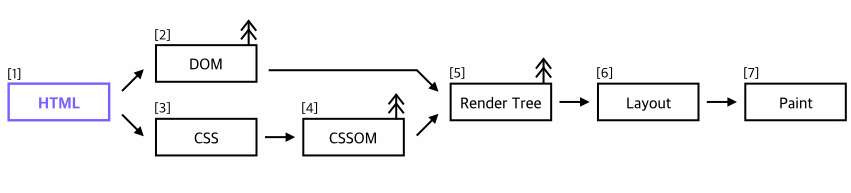 [1]
HTML
[2]
DOM
[3]
CSS
[4]
CSSOM
[5]
Render Tree
[6]
Layout
[7]
Paint